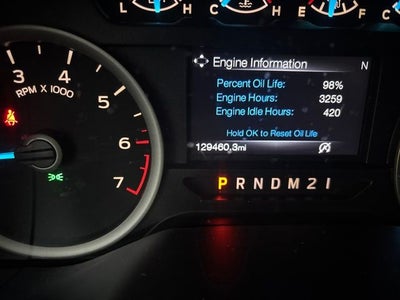 L H C F E F C
Engine Information N
Percent Oil Life: 98%
Engine Hours: 3259
Engine Idle Hours: 420
Hold OK to Reset Oil Life
129460.3mi
P R N D M 2 1
3 4 5 6 7
RPM X 1000